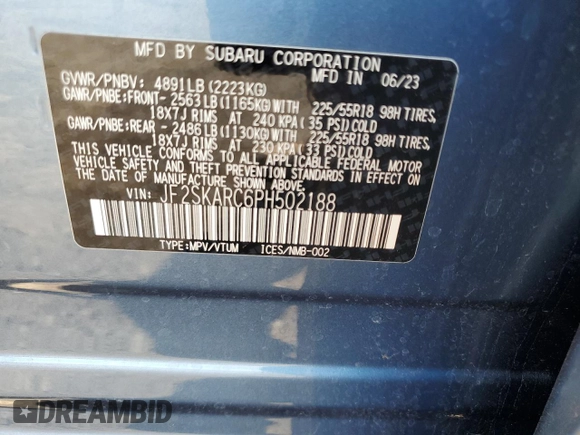 MFD BY SUBARU CORPORATION
MFD IN 06/23
GVWR/PNBV: 4891LB(2223KG)
GAWR/PNBE:FRONT-2563LB(1165KG)WITH 225/55R18 98H TIRES,
18X7J RIMS AT 240 KPA(35 PSI)COLD
GAWR/PNBE:REAR -2486LB(1130KG)WITH 225/55R18 98H TIRES,
18X7J RIMS AT 230 KPA(33 PSI)COLD
THIS VEHICLE CONFORMS TO ALL APPLICABLE FEDERAL MOTOR
VEHICLE SAFETY AND THEFT PREVENTION STANDARDS IN EFFECT ON
THE DATE OF MANUFACTURE SHOWN ABOVE.
VIN: JF2SKARC6PH502188
TYPE:MPV/VTUM ICES/NMB-002
DREAMBID